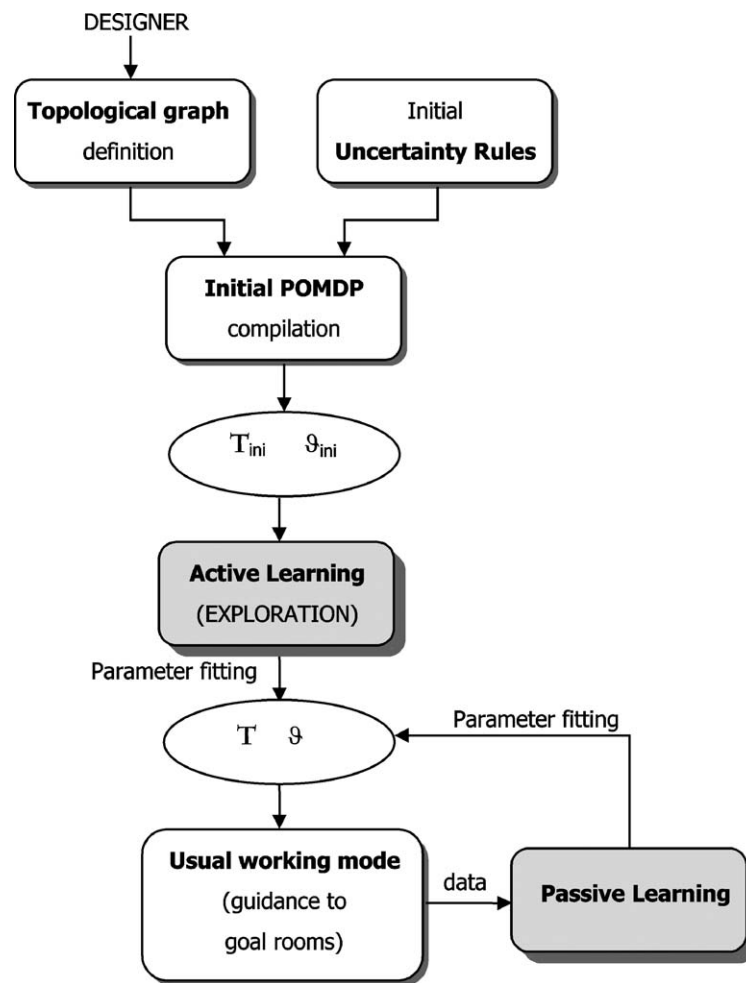 DESIGNER
Topological graph
definition
Initial
Uncertainty Rules
Initial POMDP
compilation
T_ini ϑ_ini
Active Learning
(EXPLORATION)
Parameter fitting
Parameter fitting
T ϑ
Usual working mode
(guidance to
goal rooms)
data
Passive Learning